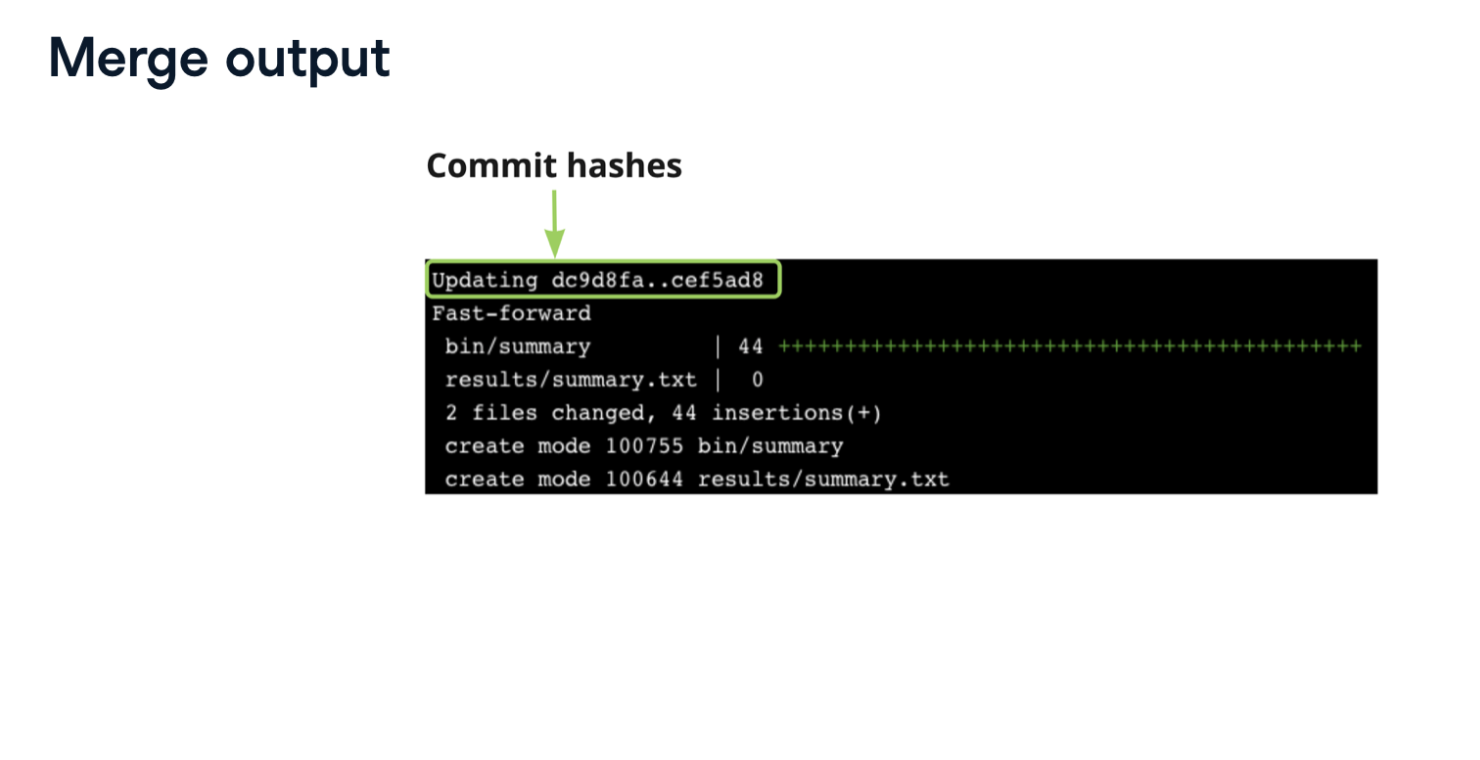 Merge output
Commit hashes
Updating dc9d8fa..cef5ad8
Fast-forward
 bin/summary         | 44 ++++++++++++++++++++++++++++++++++++++++++++
 results/summary.txt |  0
 2 files changed, 44 insertions(+)
 create mode 100755 bin/summary
 create mode 100644 results/summary.txt